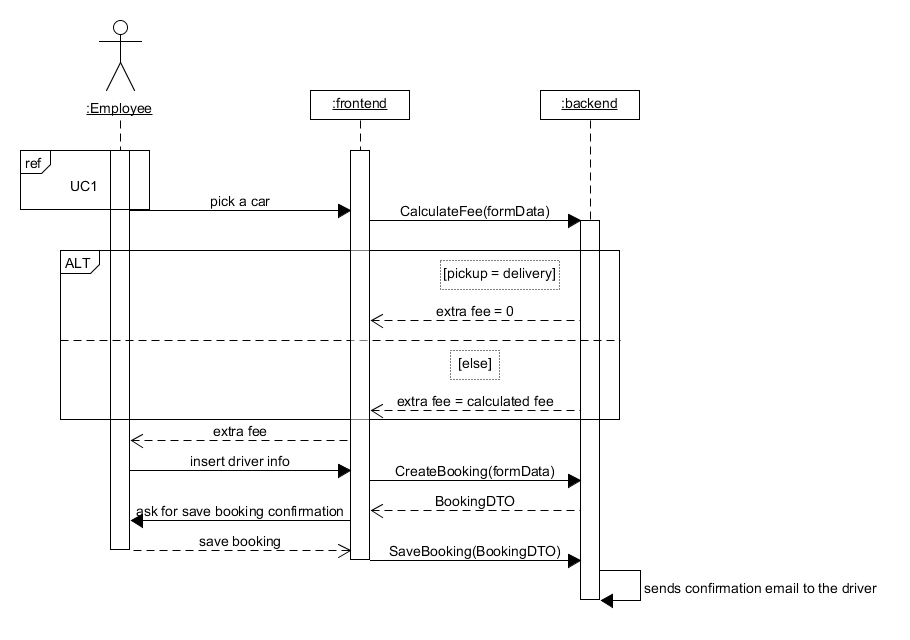 :Employee
:frontend
:backend
ref
UC1
pick a car
CalculateFee(formData)
ALT
[pickup = delivery]
extra fee = 0
[else]
extra fee = calculated fee
extra fee
insert driver info
CreateBooking(formData)
BookingDTO
ask for save booking confirmation
save booking
SaveBooking(BookingDTO)
sends confirmation email to the driver